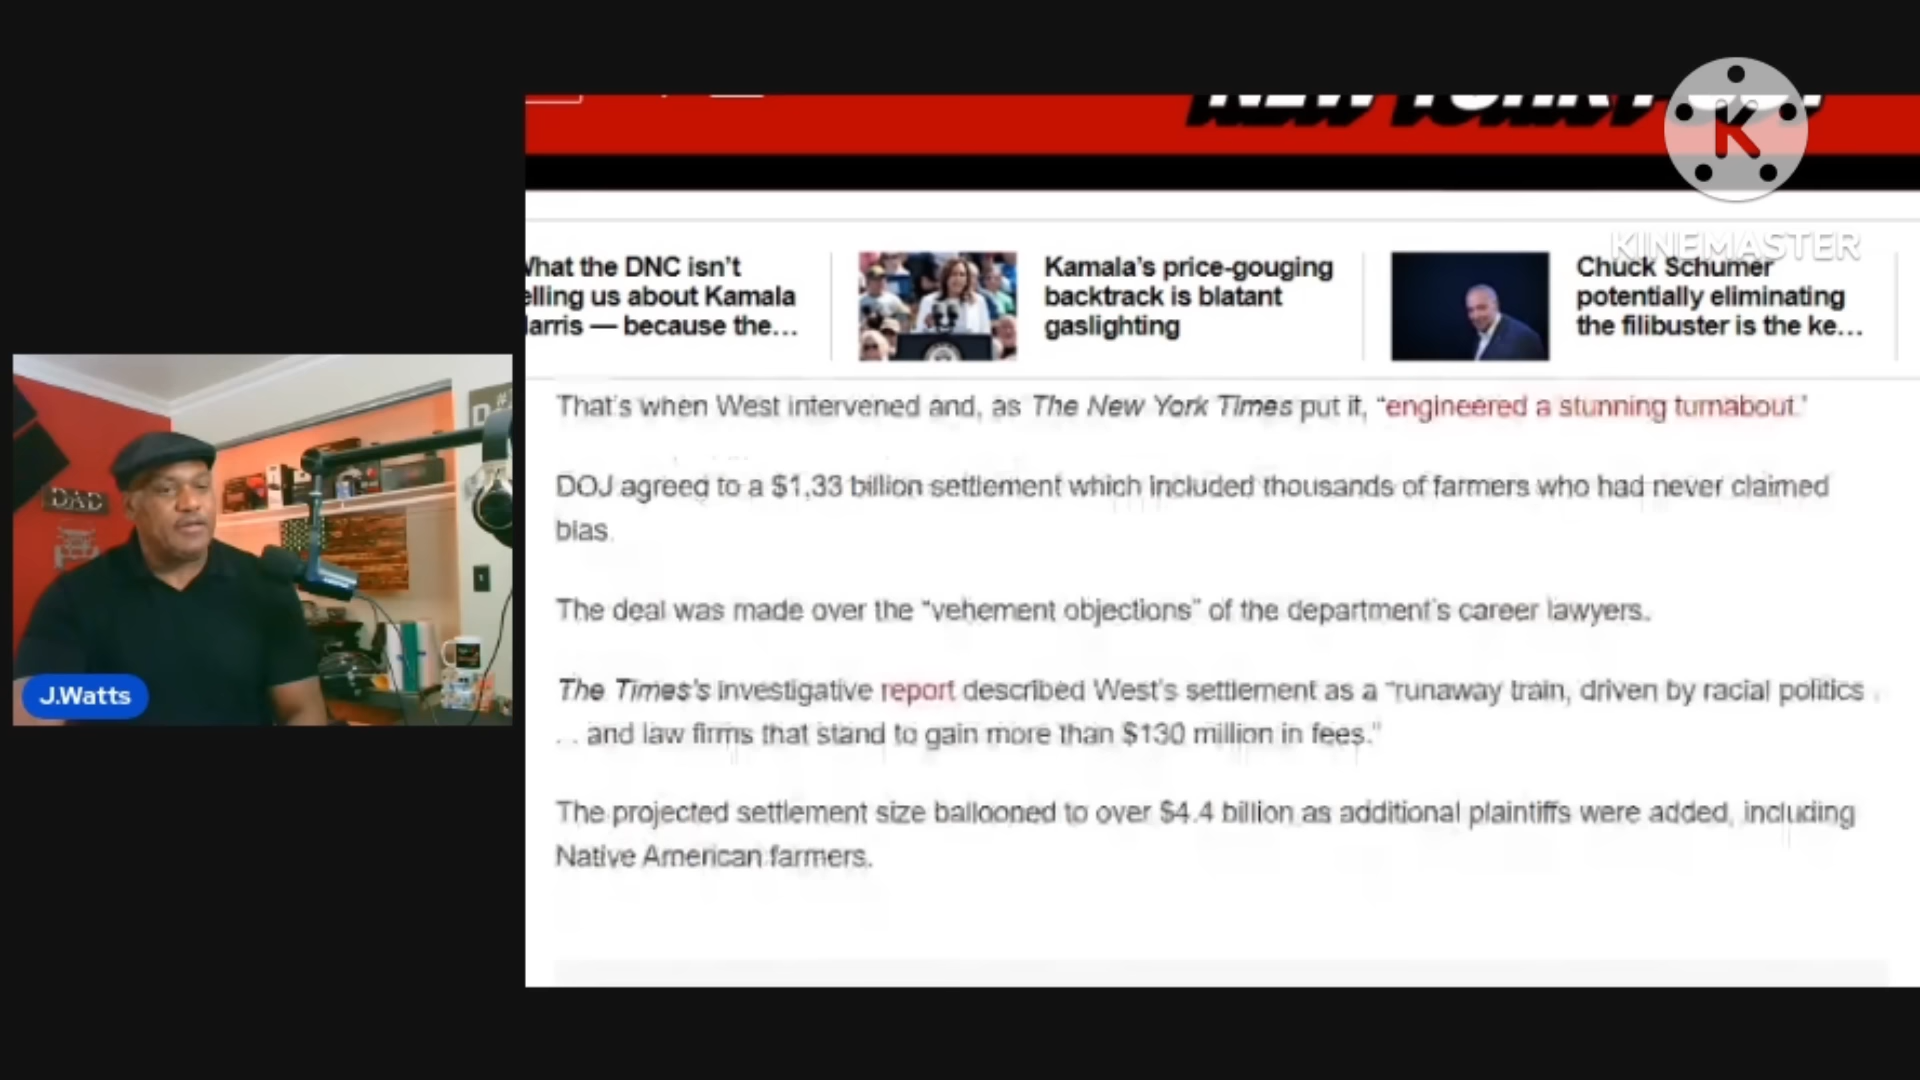 NEW YORK POST
K
KINEMASTER
What the DNC isn't
elling us about Kamala
Harris — because the...
Kamala's price-gouging
backtrack is blatant
gaslighting
Chuck Schumer
potentially eliminating
the filibuster is the ke...
That's when West intervened and, as The New York Times put it, "engineered a stunning turnabout."
DOJ agreed to a $1.33 billion settlement which included thousands of farmers who had never claimed
bias.
The deal was made over the "vehement objections" of the department's career lawyers.
The Times's investigative report described West's settlement as a "runaway train, driven by racial politics .
. . and law firms that stand to gain more than $130 million in fees."
The projected settlement size ballooned to over $4.4 billion as additional plaintiffs were added, including
Native American farmers.
DAD
J.Watts